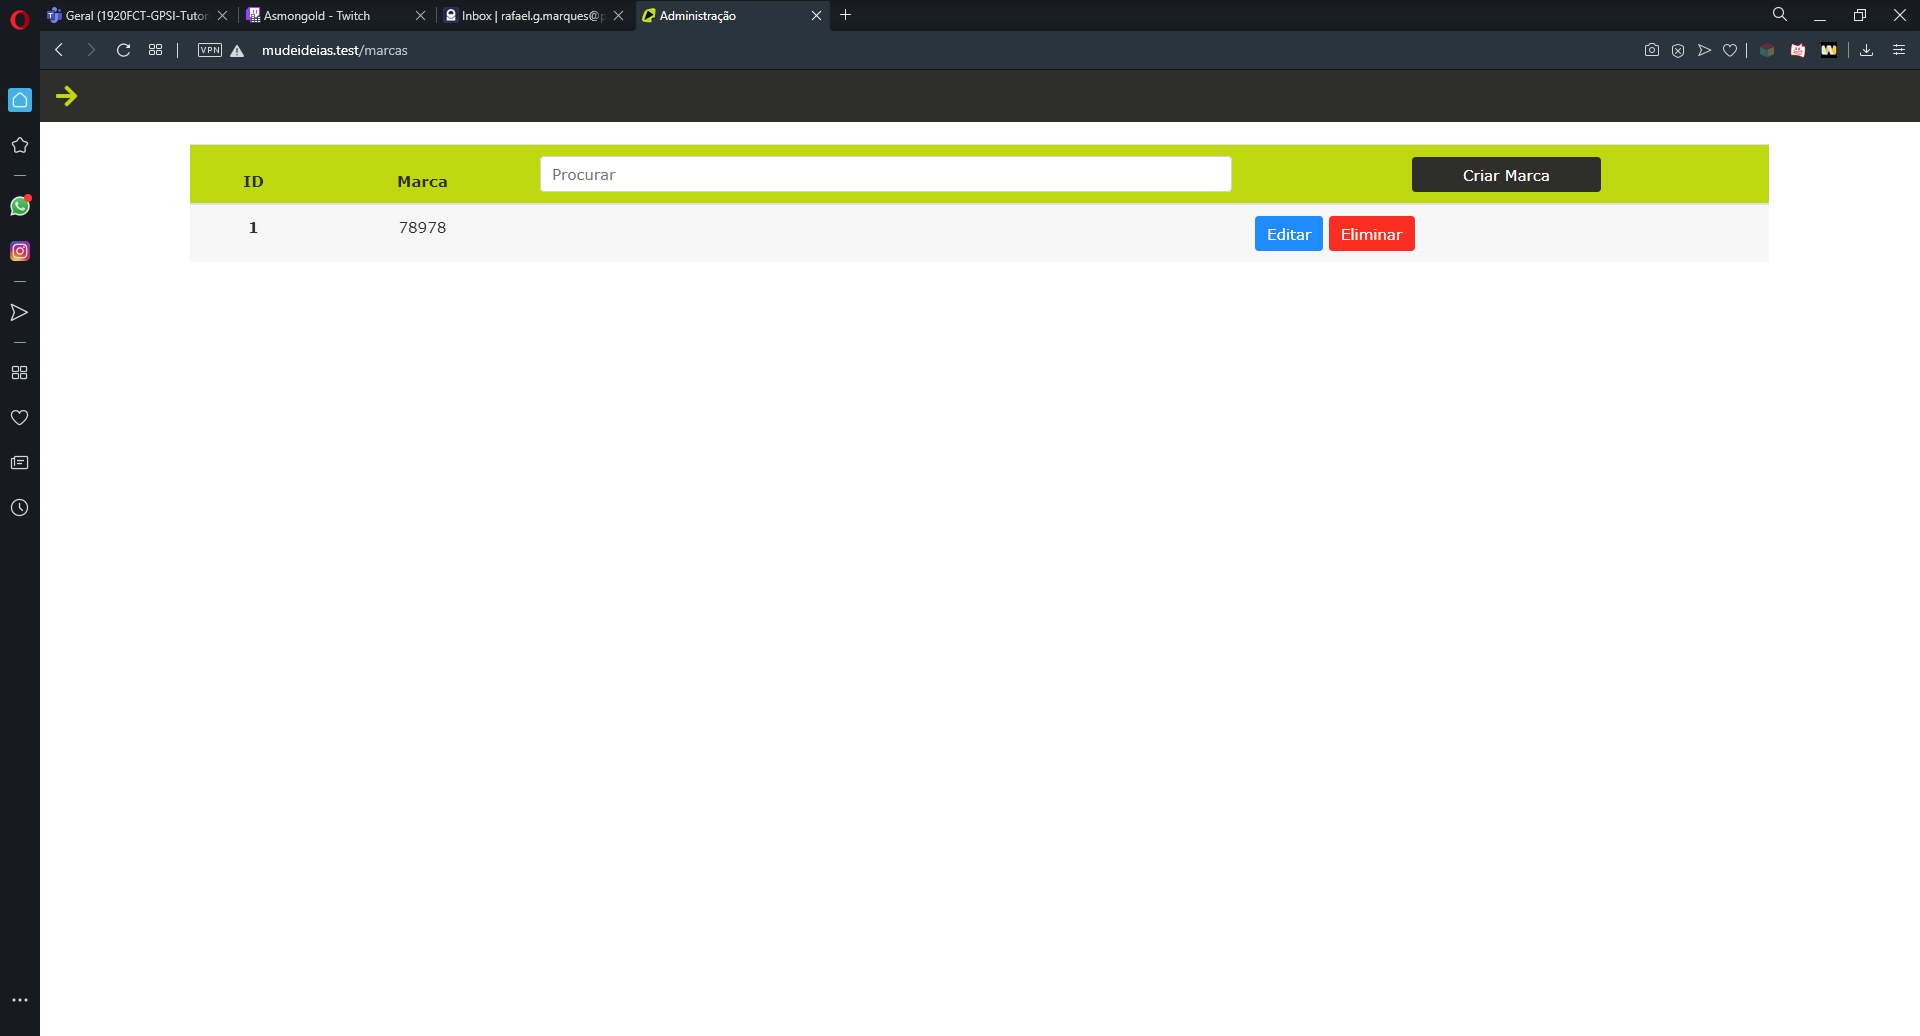 Geral (1920FCT-GPSI-Tutor
Asmongold - Twitch
Inbox | rafael.g.marques@p
Administração
VPN
mudeideias.test/marcas
ID
Marca
Procurar
Criar Marca
1
78978
Editar
Eliminar